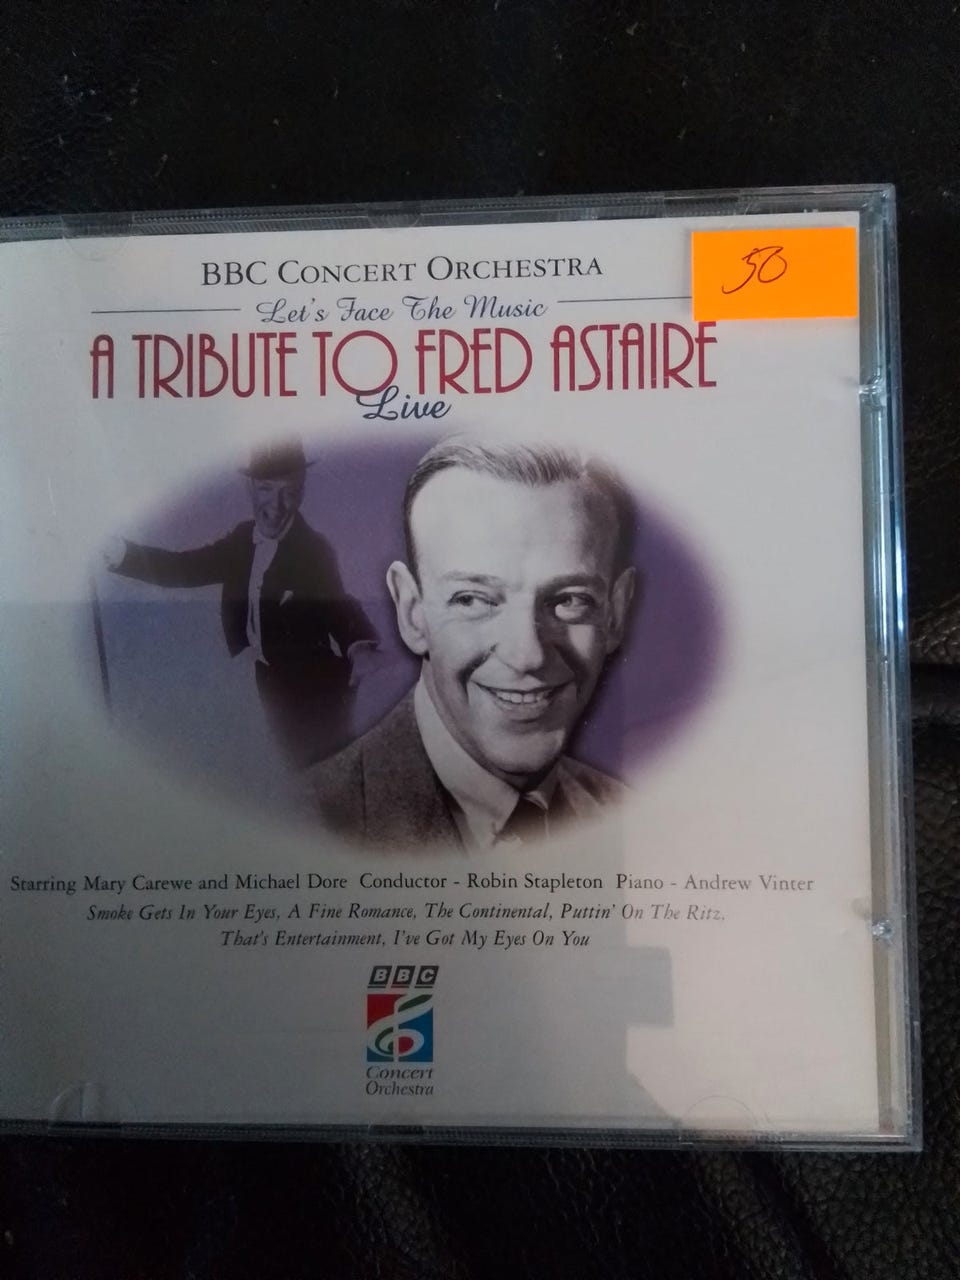 BBC CONCERT ORCHESTRA
50
Let's Face The Music
A TRIBUTE TO FRED ASTAIRE
Live
Starring Mary Carewe and Michael Dore Conductor - Robin Stapleton Piano - Andrew Vinter
Smoke Gets In Your Eyes, A Fine Romance, The Continental, Puttin' On The Ritz,
That's Entertainment, I've Got My Eyes On You
BBC
Concert
Orchestra